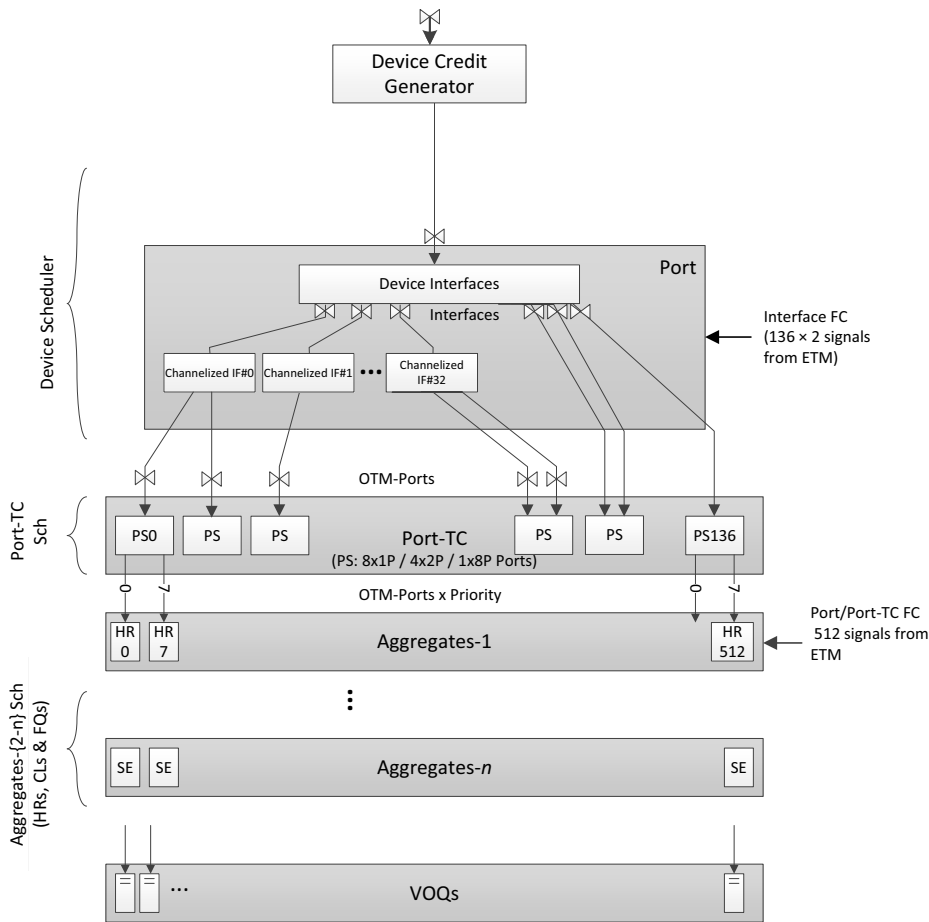 Device Credit
Generator
Device Scheduler
Port
Device Interfaces
Interfaces
Channelized IF#0
Channelized IF#1
•••
Channelized
IF#32
Interface FC
(136 × 2 signals
from ETM)
OTM-Ports
Port-TC
Sch
PS0
PS
PS
Port-TC
(PS: 8x1P / 4x2P / 1x8P Ports)
PS
PS
PS136
0
7
OTM-Ports x Priority
0
7
HR
0
HR
7
Aggregates-1
HR
512
Port/Port-TC FC
512 signals from
ETM
Aggregates-{2-n} Sch
(HRs, CLs & FQs)
SE
SE
Aggregates-n
SE
...
VOQs